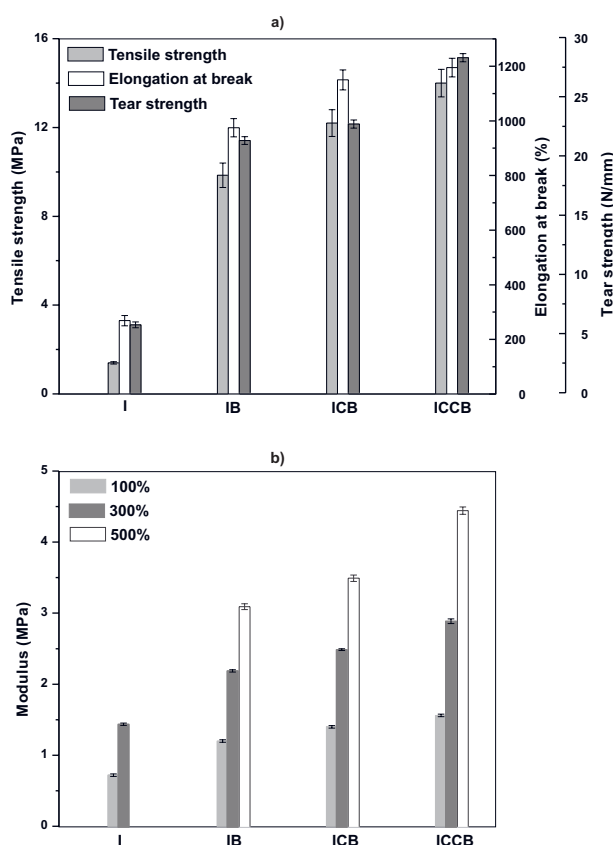 a)
Tensile strength
Elongation at break
Tear strength
Tensile strength (MPa)
16
12
8
4
0
1200
1000
800
600
400
200
0
Elongation at break (%)
30
25
20
15
10
5
0
Tear strength (N/mm)
I IB ICB ICCB
b)
100%
300%
500%
Modulus (MPa)
5
4
3
2
1
0
I IB ICB ICCB